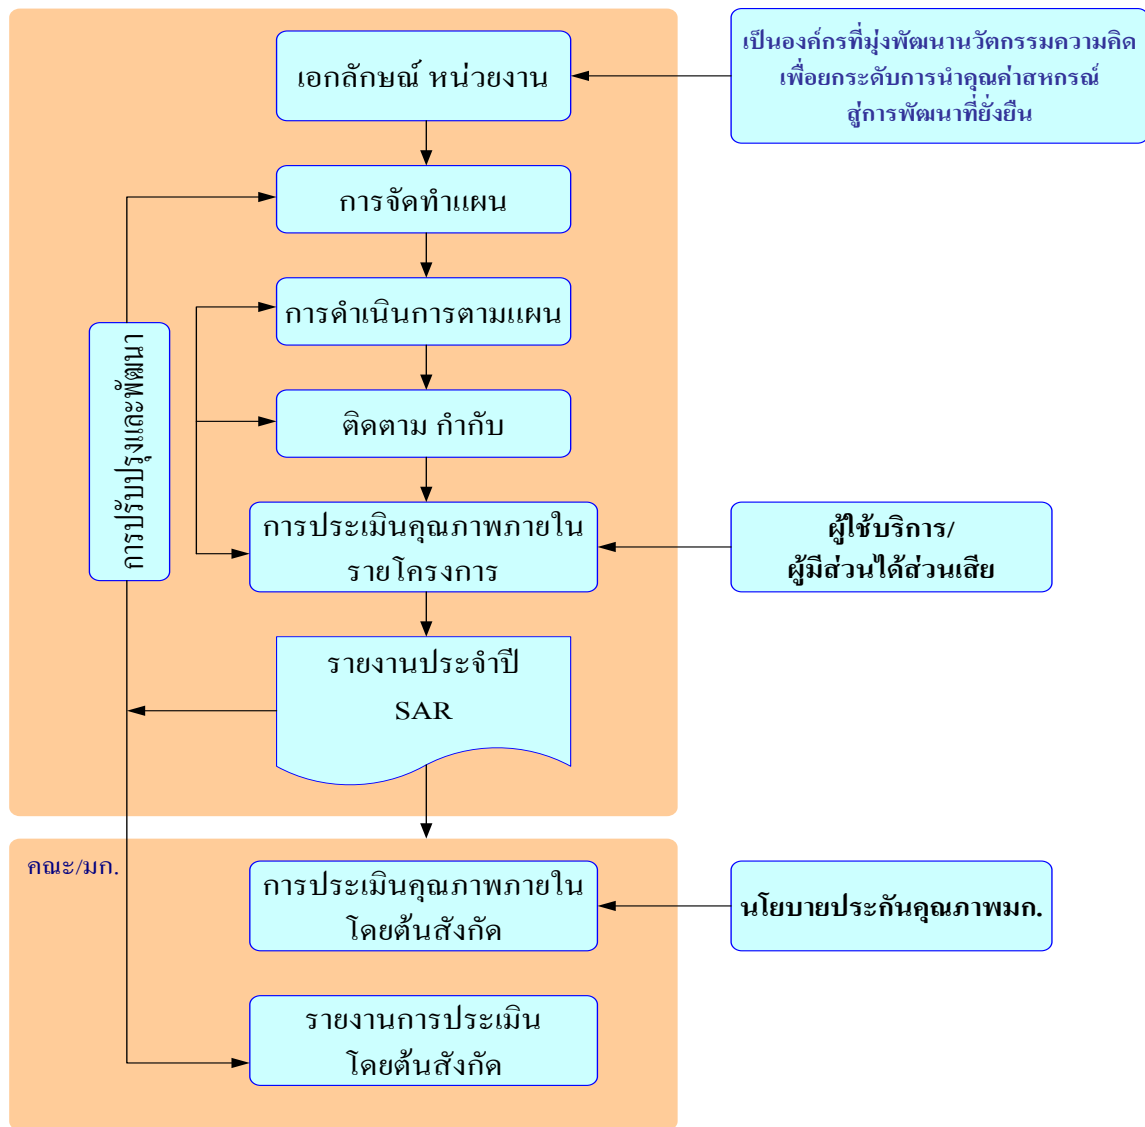 เอกลักษณ์ หน่วยงาน
เป็นองค์กรที่มุ่งพัฒนานวัตกรรมความคิด
เพื่อยกระดับการนำคุณค่าสหกรณ์
สู่การพัฒนาที่ยั่งยืน
การจัดทำแผน
การดำเนินการตามแผน
การปรับปรุงและพัฒนา
ติดตาม กำกับ
การประเมินคุณภาพภายใน
รายโครงการ
ผู้ใช้บริการ/
ผู้มีส่วนได้ส่วนเสีย
รายงานประจำปี
SAR
คณะ/มก.
การประเมินคุณภาพภายใน
โดยต้นสังกัด
นโยบายประกันคุณภาพมก.
รายงานการประเมิน
โดยต้นสังกัด